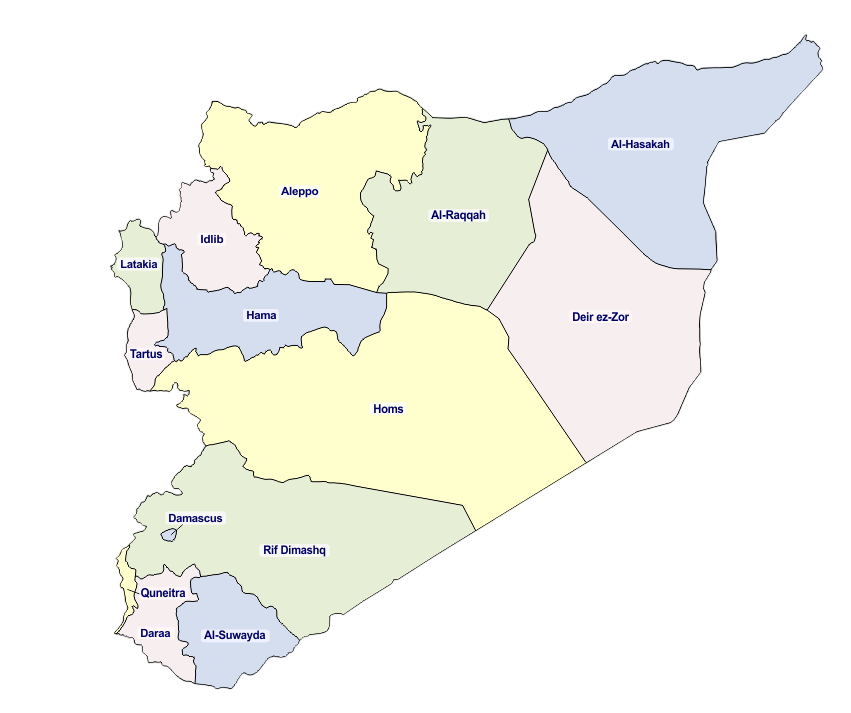 Al-Hasakah
Aleppo
Al-Raqqah
Idlib
Latakia
Hama
Deir ez-Zor
Tartus
Homs
Damascus
Rif Dimashq
Quneitra
Daraa
Al-Suwayda